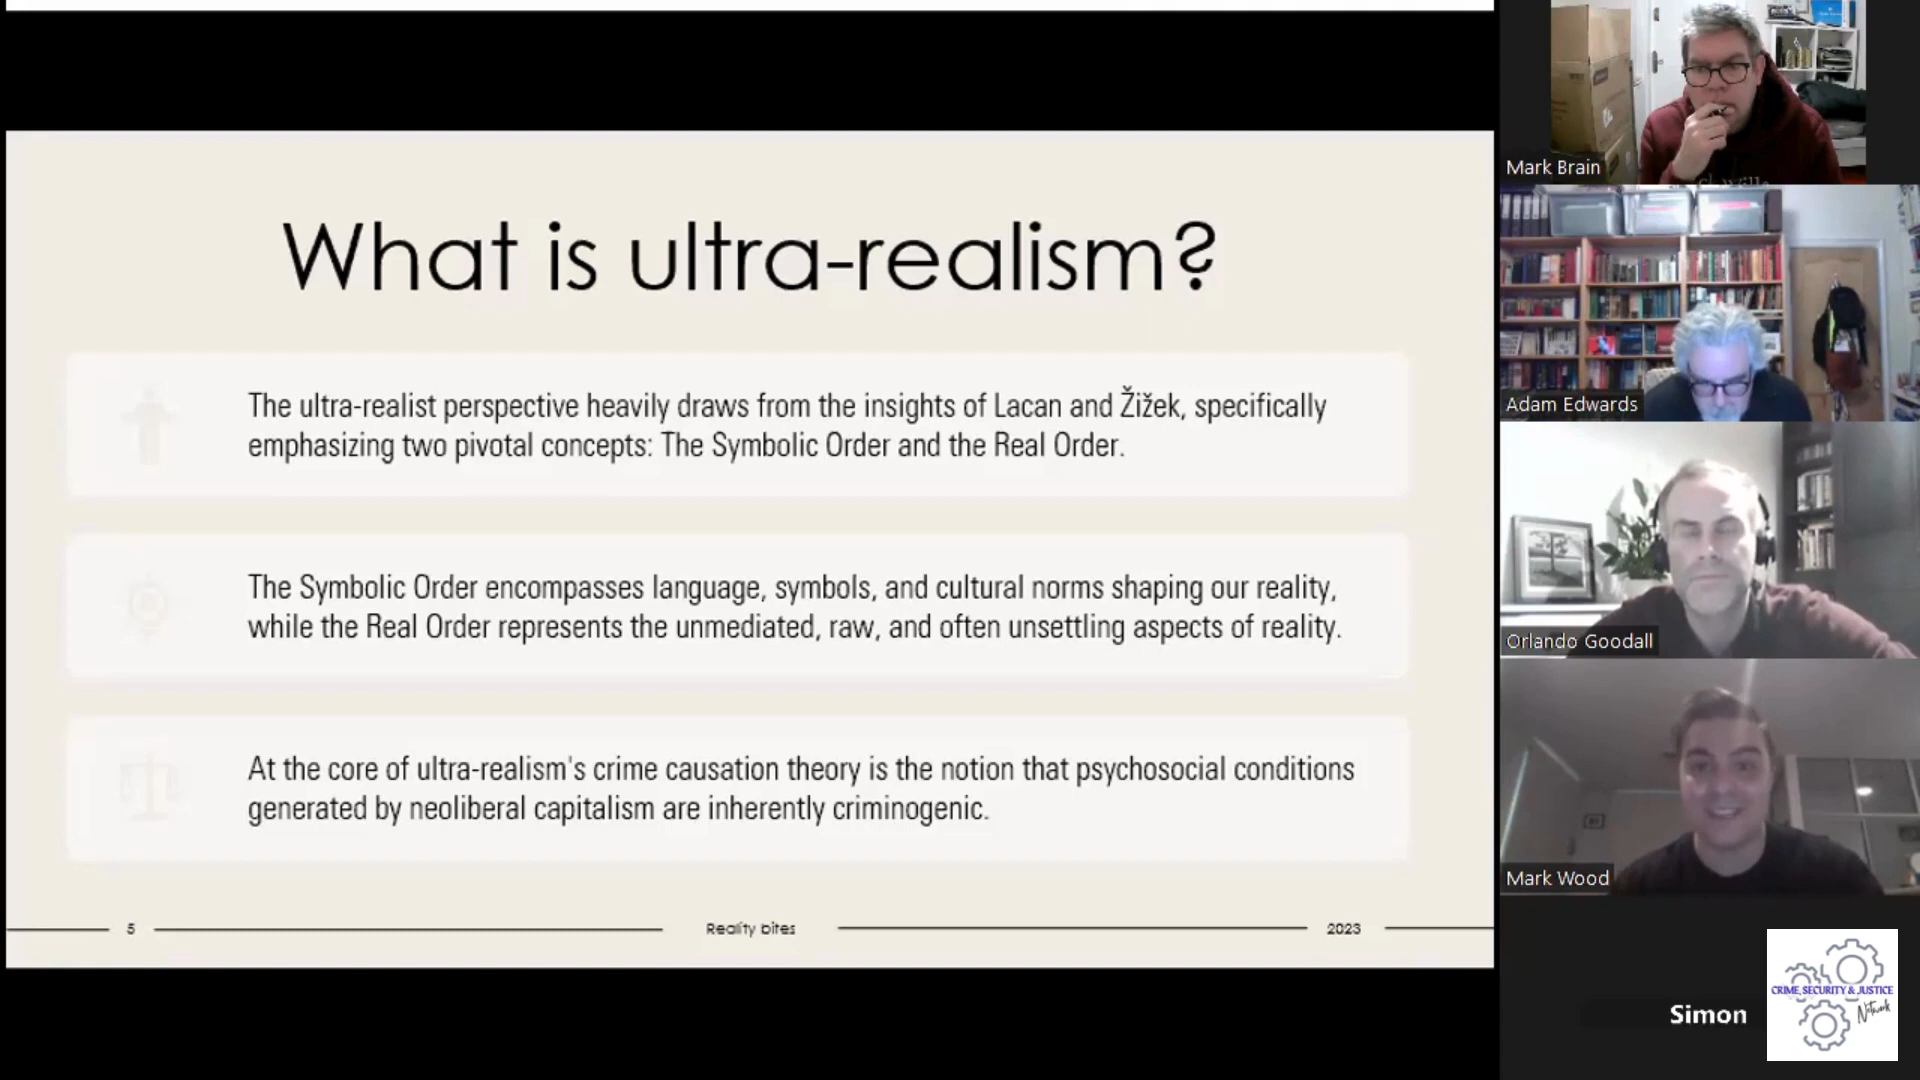 What is ultra-realism?
The ultra-realist perspective heavily draws from the insights of Lacan and Žižek, specifically
emphasizing two pivotal concepts: The Symbolic Order and the Real Order.
The Symbolic Order encompasses language, symbols, and cultural norms shaping our reality,
while the Real Order represents the unmediated, raw, and often unsettling aspects of reality.
At the core of ultra-realism's crime causation theory is the notion that psychosocial conditions
generated by neoliberal capitalism are inherently criminogenic.
5
Reality bites
2023
Mark Brain
Adam Edwards
Orlando Goodall
Mark Wood
Simon
CRIME, SECURITY & JUSTICE
Network